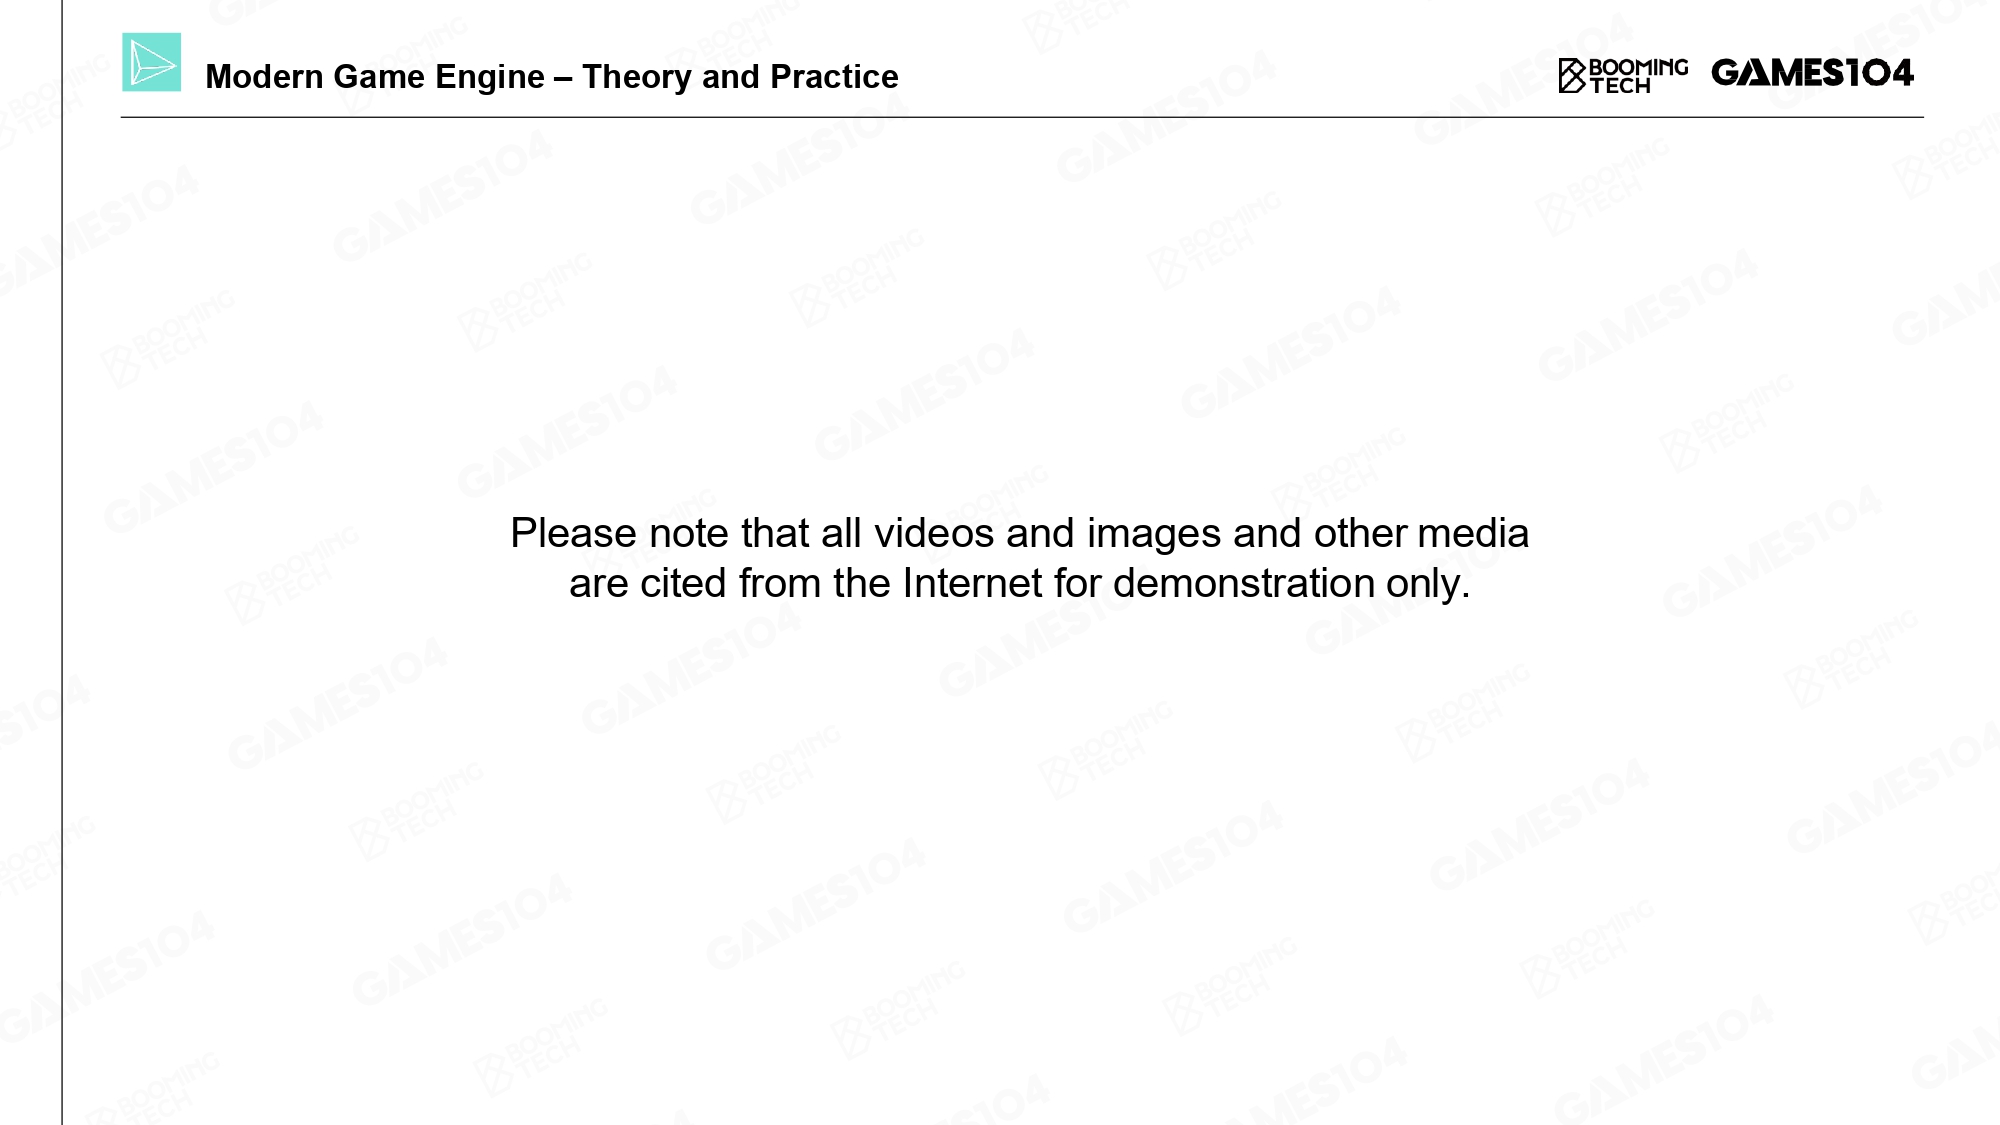 Modern Game Engine – Theory and Practice
BOOMING
TECH
GAMES104
Please note that all videos and images and other media
are cited from the Internet for demonstration only.